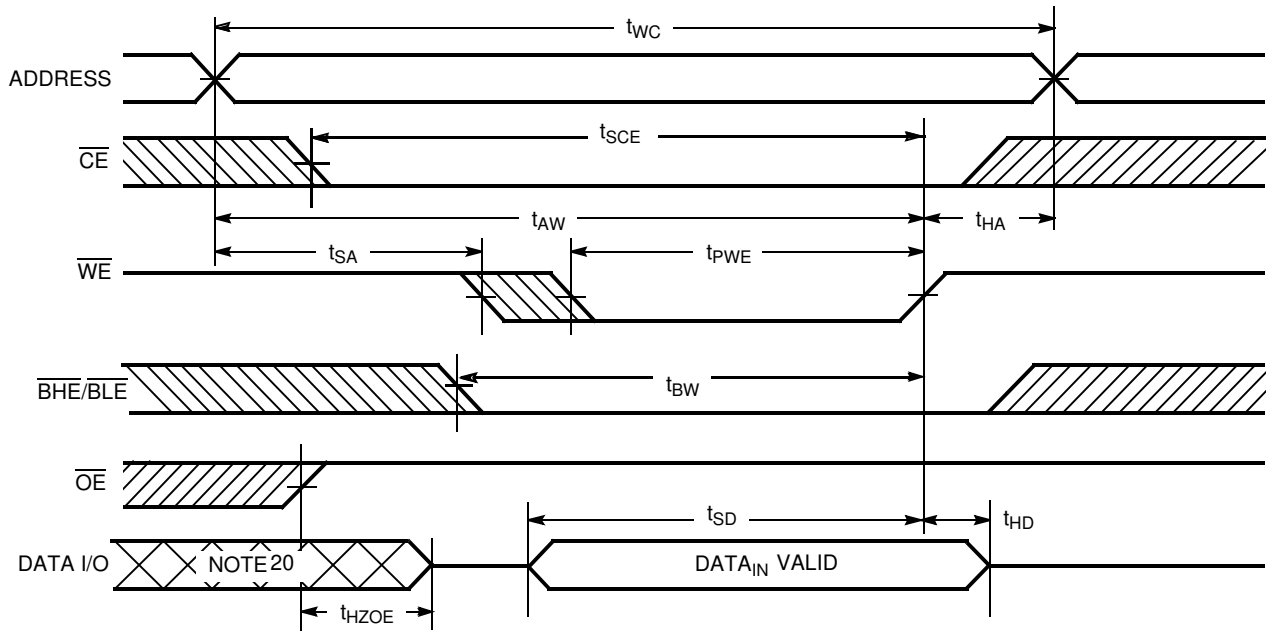 tWC
ADDRESS
tSCE
CE
tAW
tHA
tSA
tPWE
WE
tBW
BHE/BLE
OE
tSD
tHD
DATA I/O
NOTE 20
DATAIN VALID
tHZOE